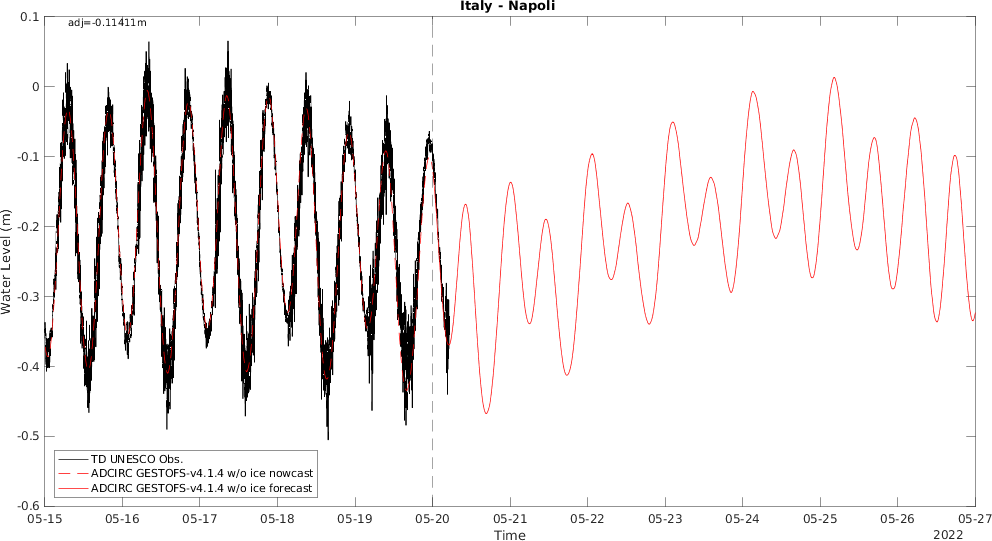 Italy - Napoli
adj=-0.11411m
0.1
0
-0.1
-0.2
-0.3
-0.4
-0.5
-0.6
Water Level (m)
TD UNESCO Obs.
ADCIRC GESTOFS-v4.1.4 w/o ice nowcast
ADCIRC GESTOFS-v4.1.4 w/o ice forecast
05-15 05-16 05-17 05-18 05-19 05-20 05-21 05-22 05-23 05-24 05-25 05-26 05-27
Time
2022